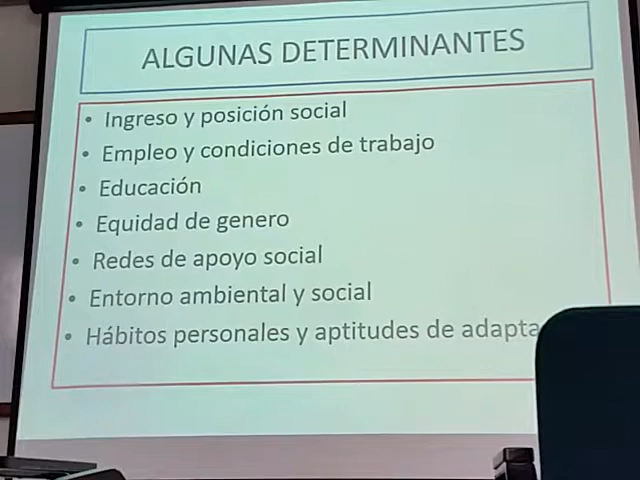 ALGUNAS DETERMINANTES
• Ingreso y posición social
• Empleo y condiciones de trabajo
• Educación
• Equidad de genero
• Redes de apoyo social
• Entorno ambiental y social
• Hábitos personales y aptitudes de